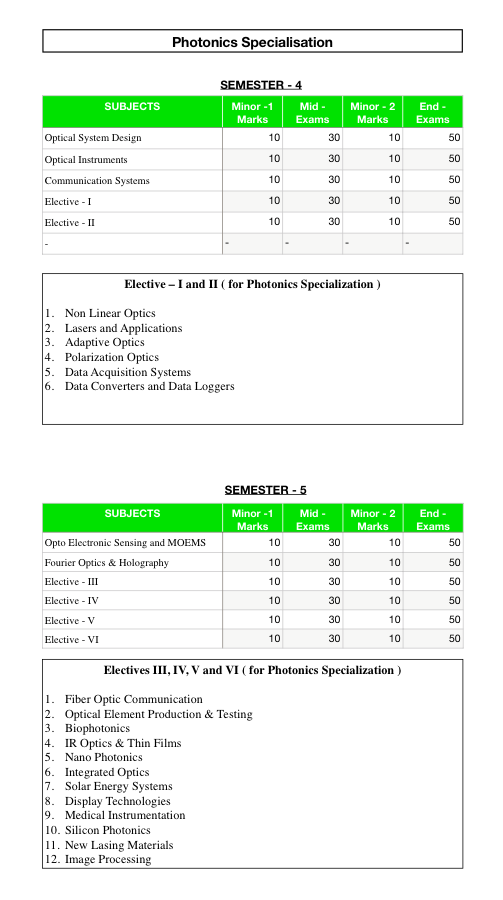 Photonics Specialisation
SEMESTER - 4
SUBJECTS Minor -1 Marks Mid - Exams Minor - 2 Marks End - Exams
Optical System Design 10 30 10 50
Optical Instruments 10 30 10 50
Communication Systems 10 30 10 50
Elective - I 10 30 10 50
Elective - II 10 30 10 50
- - - - -
Elective – I and II ( for Photonics Specialization )
1. Non Linear Optics
2. Lasers and Applications
3. Adaptive Optics
4. Polarization Optics
5. Data Acquisition Systems
6. Data Converters and Data Loggers
SEMESTER - 5
SUBJECTS Minor -1 Marks Mid - Exams Minor - 2 Marks End - Exams
Opto Electronic Sensing and MOEMS 10 30 10 50
Fourier Optics & Holography 10 30 10 50
Elective - III 10 30 10 50
Elective - IV 10 30 10 50
Elective - V 10 30 10 50
Elective - VI 10 30 10 50
Electives III, IV, V and VI ( for Photonics Specialization )
1. Fiber Optic Communication
2. Optical Element Production & Testing
3. Biophotonics
4. IR Optics & Thin Films
5. Nano Photonics
6. Integrated Optics
7. Solar Energy Systems
8. Display Technologies
9. Medical Instrumentation
10. Silicon Photonics
11. New Lasing Materials
12. Image Processing